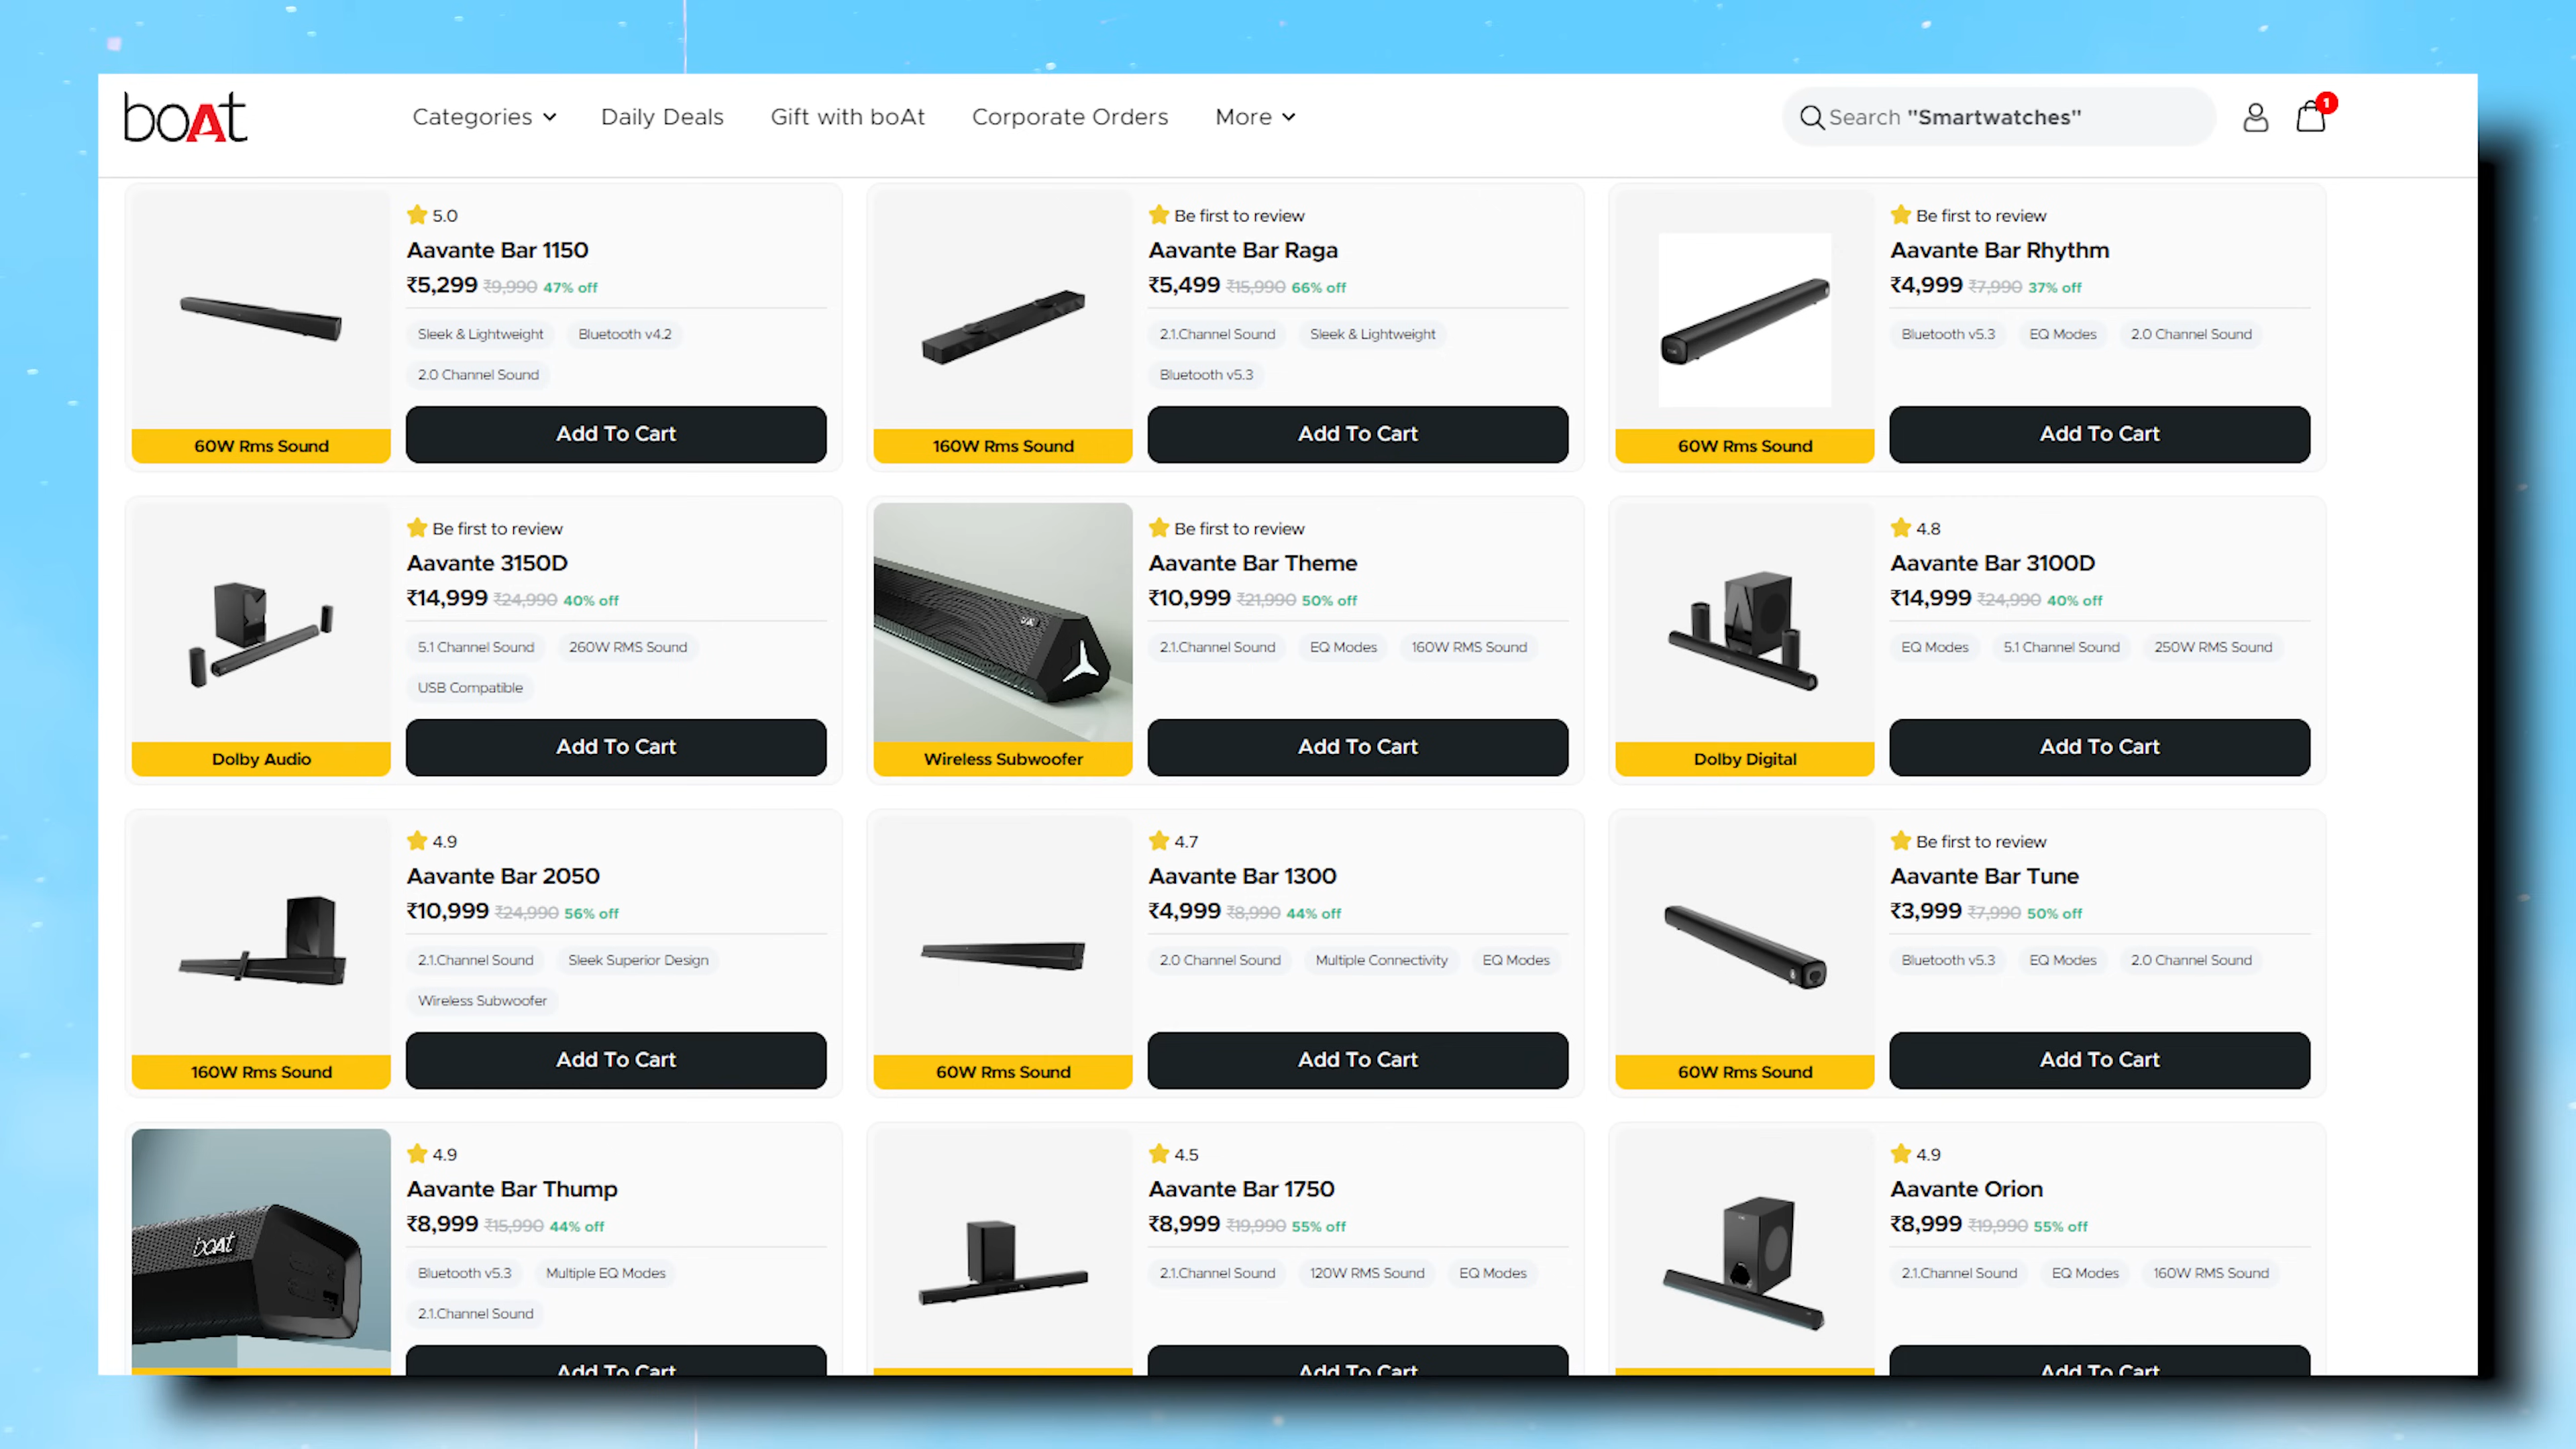 boAt
Categories
Daily Deals
Gift with boAt
Corporate Orders
More
Search "Smartwatches"
1
5.0
Aavante Bar 1150
₹5,299 ₹9,990 47% off
Sleek & Lightweight
Bluetooth v4.2
2.0 Channel Sound
60W Rms Sound
Add To Cart
Be first to review
Aavante Bar Raga
₹5,499 ₹15,990 66% off
2.1.Channel Sound
Sleek & Lightweight
Bluetooth v5.3
160W Rms Sound
Add To Cart
Be first to review
Aavante Bar Rhythm
₹4,999 ₹7,990 37% off
Bluetooth v5.3
EQ Modes
2.0 Channel Sound
60W Rms Sound
Add To Cart
Be first to review
Aavante 3150D
₹14,999 ₹24,990 40% off
5.1 Channel Sound
260W RMS Sound
USB Compatible
Dolby Audio
Add To Cart
Be first to review
Aavante Bar Theme
₹10,999 ₹21,990 50% off
2.1.Channel Sound
EQ Modes
160W RMS Sound
boAt
Wireless Subwoofer
Add To Cart
4.8
Aavante Bar 3100D
₹14,999 ₹24,990 40% off
EQ Modes
5.1 Channel Sound
250W RMS Sound
Dolby Digital
Add To Cart
4.9
Aavante Bar 2050
₹10,999 ₹24,990 56% off
2.1.Channel Sound
Sleek Superior Design
Wireless Subwoofer
160W Rms Sound
Add To Cart
4.7
Aavante Bar 1300
₹4,999 ₹8,990 44% off
2.0 Channel Sound
Multiple Connectivity
EQ Modes
60W Rms Sound
Add To Cart
Be first to review
Aavante Bar Tune
₹3,999 ₹7,990 50% off
Bluetooth v5.3
EQ Modes
2.0 Channel Sound
60W Rms Sound
Add To Cart
4.9
Aavante Bar Thump
₹8,999 ₹15,990 44% off
boAt
Bluetooth v5.3
Multiple EQ Modes
2.1.Channel Sound
Add To Cart
4.5
Aavante Bar 1750
₹8,999 ₹19,990 55% off
2.1.Channel Sound
120W RMS Sound
EQ Modes
Add To Cart
4.9
Aavante Orion
₹8,999 ₹19,990 55% off
2.1.Channel Sound
EQ Modes
160W RMS Sound
Add To Cart